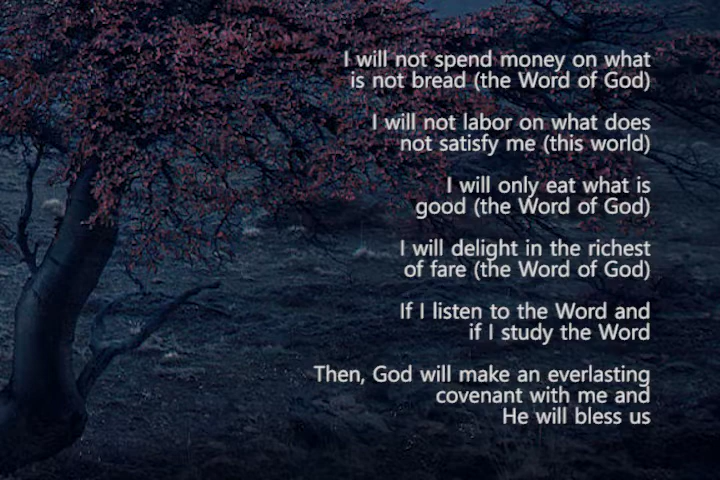 I will not spend money on what
is not bread (the Word of God)
I will not labor on what does
not satisfy me (this world)
I will only eat what is
good (the Word of God)
I will delight in the richest
of fare (the Word of God)
If I listen to the Word and
if I study the Word
Then, God will make an everlasting
covenant with me and
He will bless us